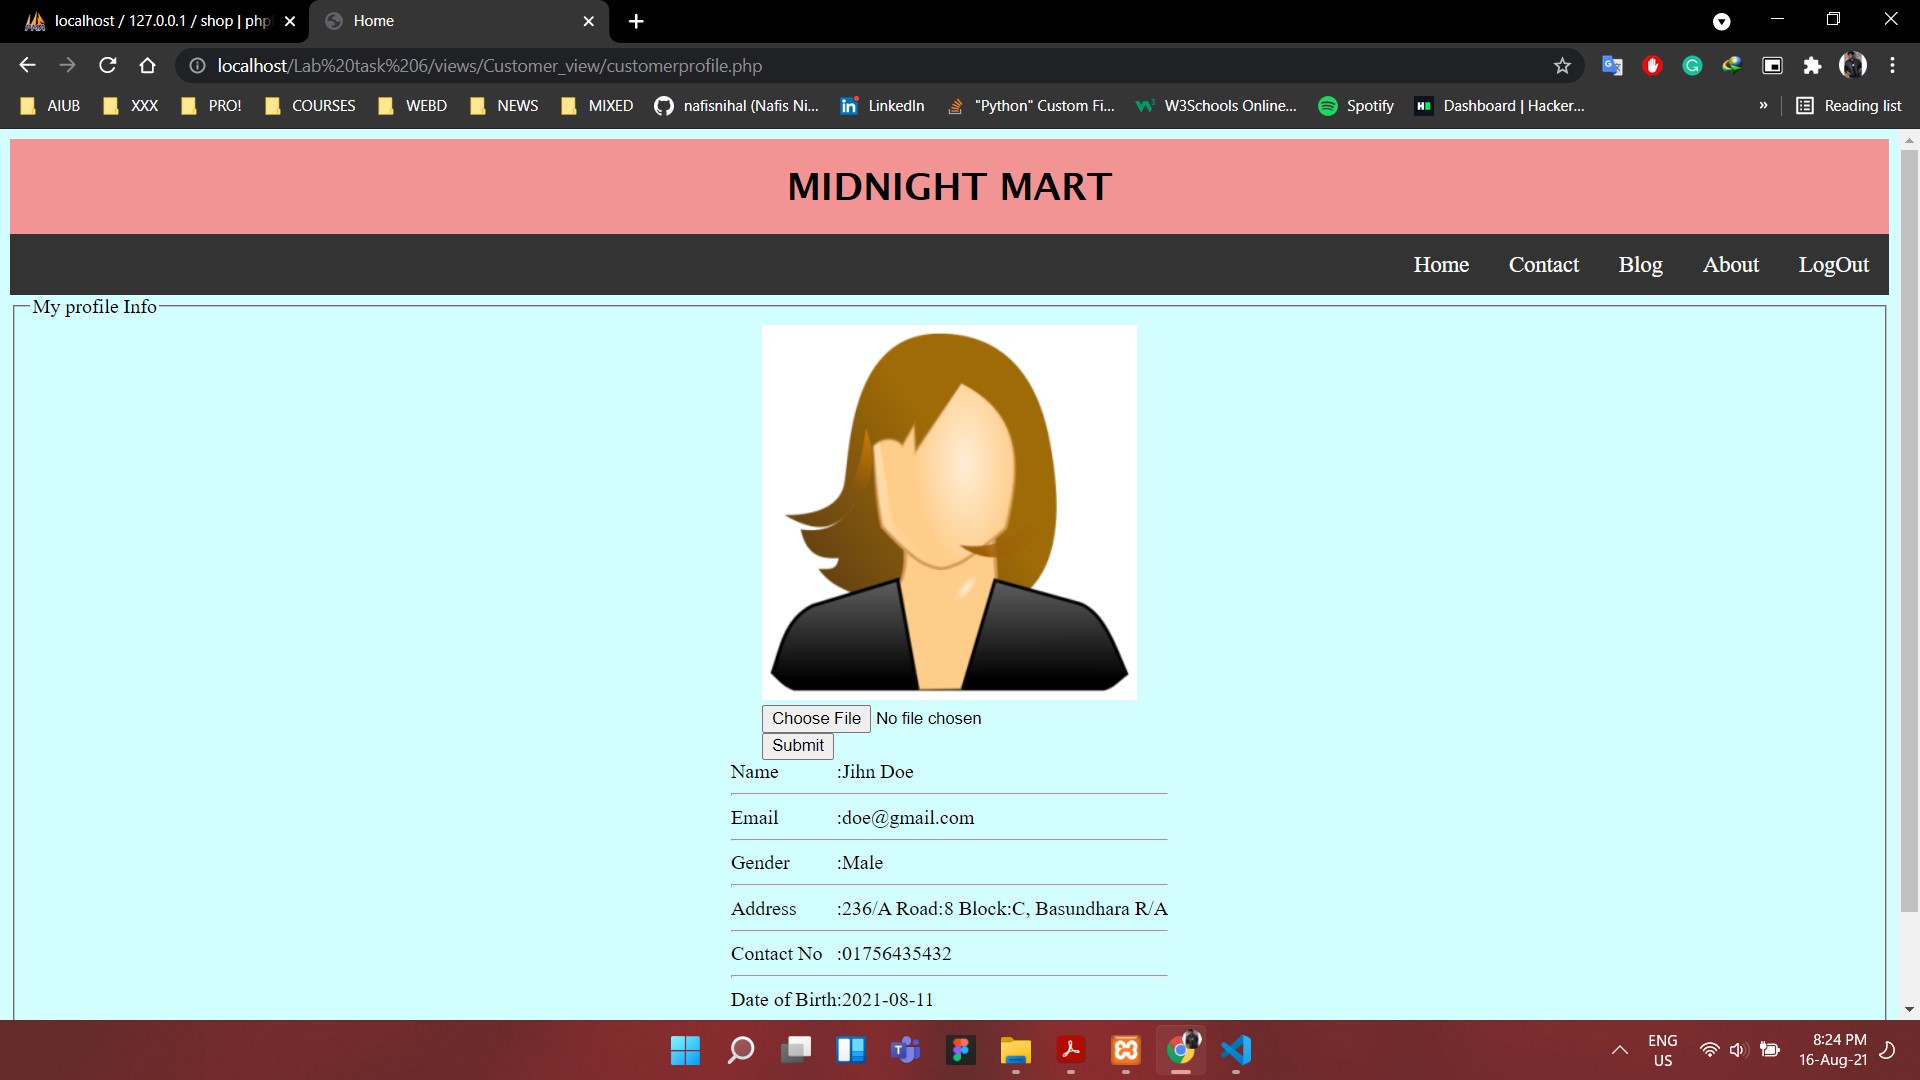 localhost / 127.0.0.1 / shop | php
Home
localhost/Lab%20task%206/views/Customer_view/customerprofile.php
AIUB XXX PRO! COURSES WEBD NEWS MIXED nafisnihal (Nafis Ni... LinkedIn "Python" Custom Fi... W3Schools Online... Spotify Dashboard | Hacker... » Reading list
MIDNIGHT MART
Home Contact Blog About LogOut
My profile Info
Choose File No file chosen
Submit
Name :Jihn Doe
Email :doe@gmail.com
Gender :Male
Address :236/A Road:8 Block:C, Basundhara R/A
Contact No :01756435432
Date of Birth:2021-08-11
ENG
US
8:24 PM
16-Aug-21